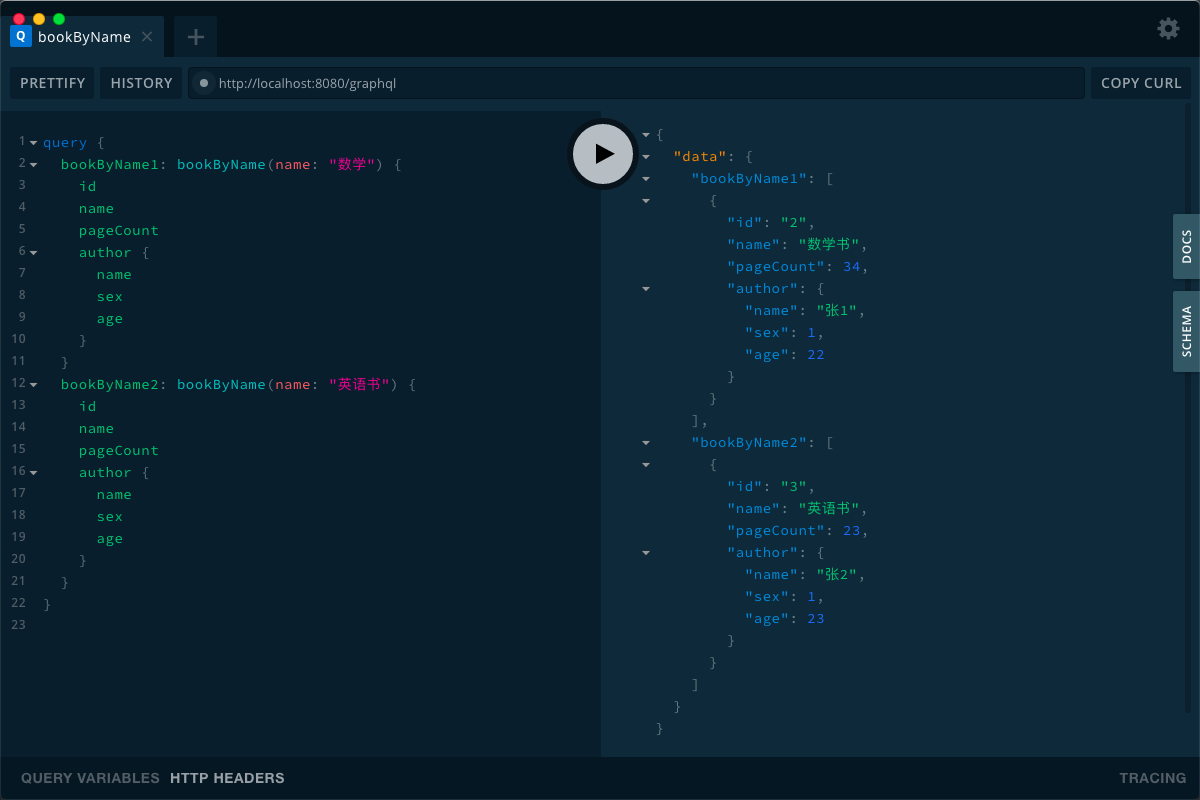 Q bookByName
PRETTIFY HISTORY http://localhost:8080/graphql COPY CURL
1 query {
2 bookByName1: bookByName(name: "数学") {
3 id
4 name
5 pageCount
6 author {
7 name
8 sex
9 age
10 }
11 }
12 bookByName2: bookByName(name: "英语书") {
13 id
14 name
15 pageCount
16 author {
17 name
18 sex
19 age
20 }
21 }
22 }
23
{
"data": {
"bookByName1": [
{
"id": "2",
"name": "数学书",
"pageCount": 34,
"author": {
"name": "张1",
"sex": 1,
"age": 22
}
}
],
"bookByName2": [
{
"id": "3",
"name": "英语书",
"pageCount": 23,
"author": {
"name": "张2",
"sex": 1,
"age": 23
}
}
]
}
}
DOCS
SCHEMA
QUERY VARIABLES HTTP HEADERS TRACING